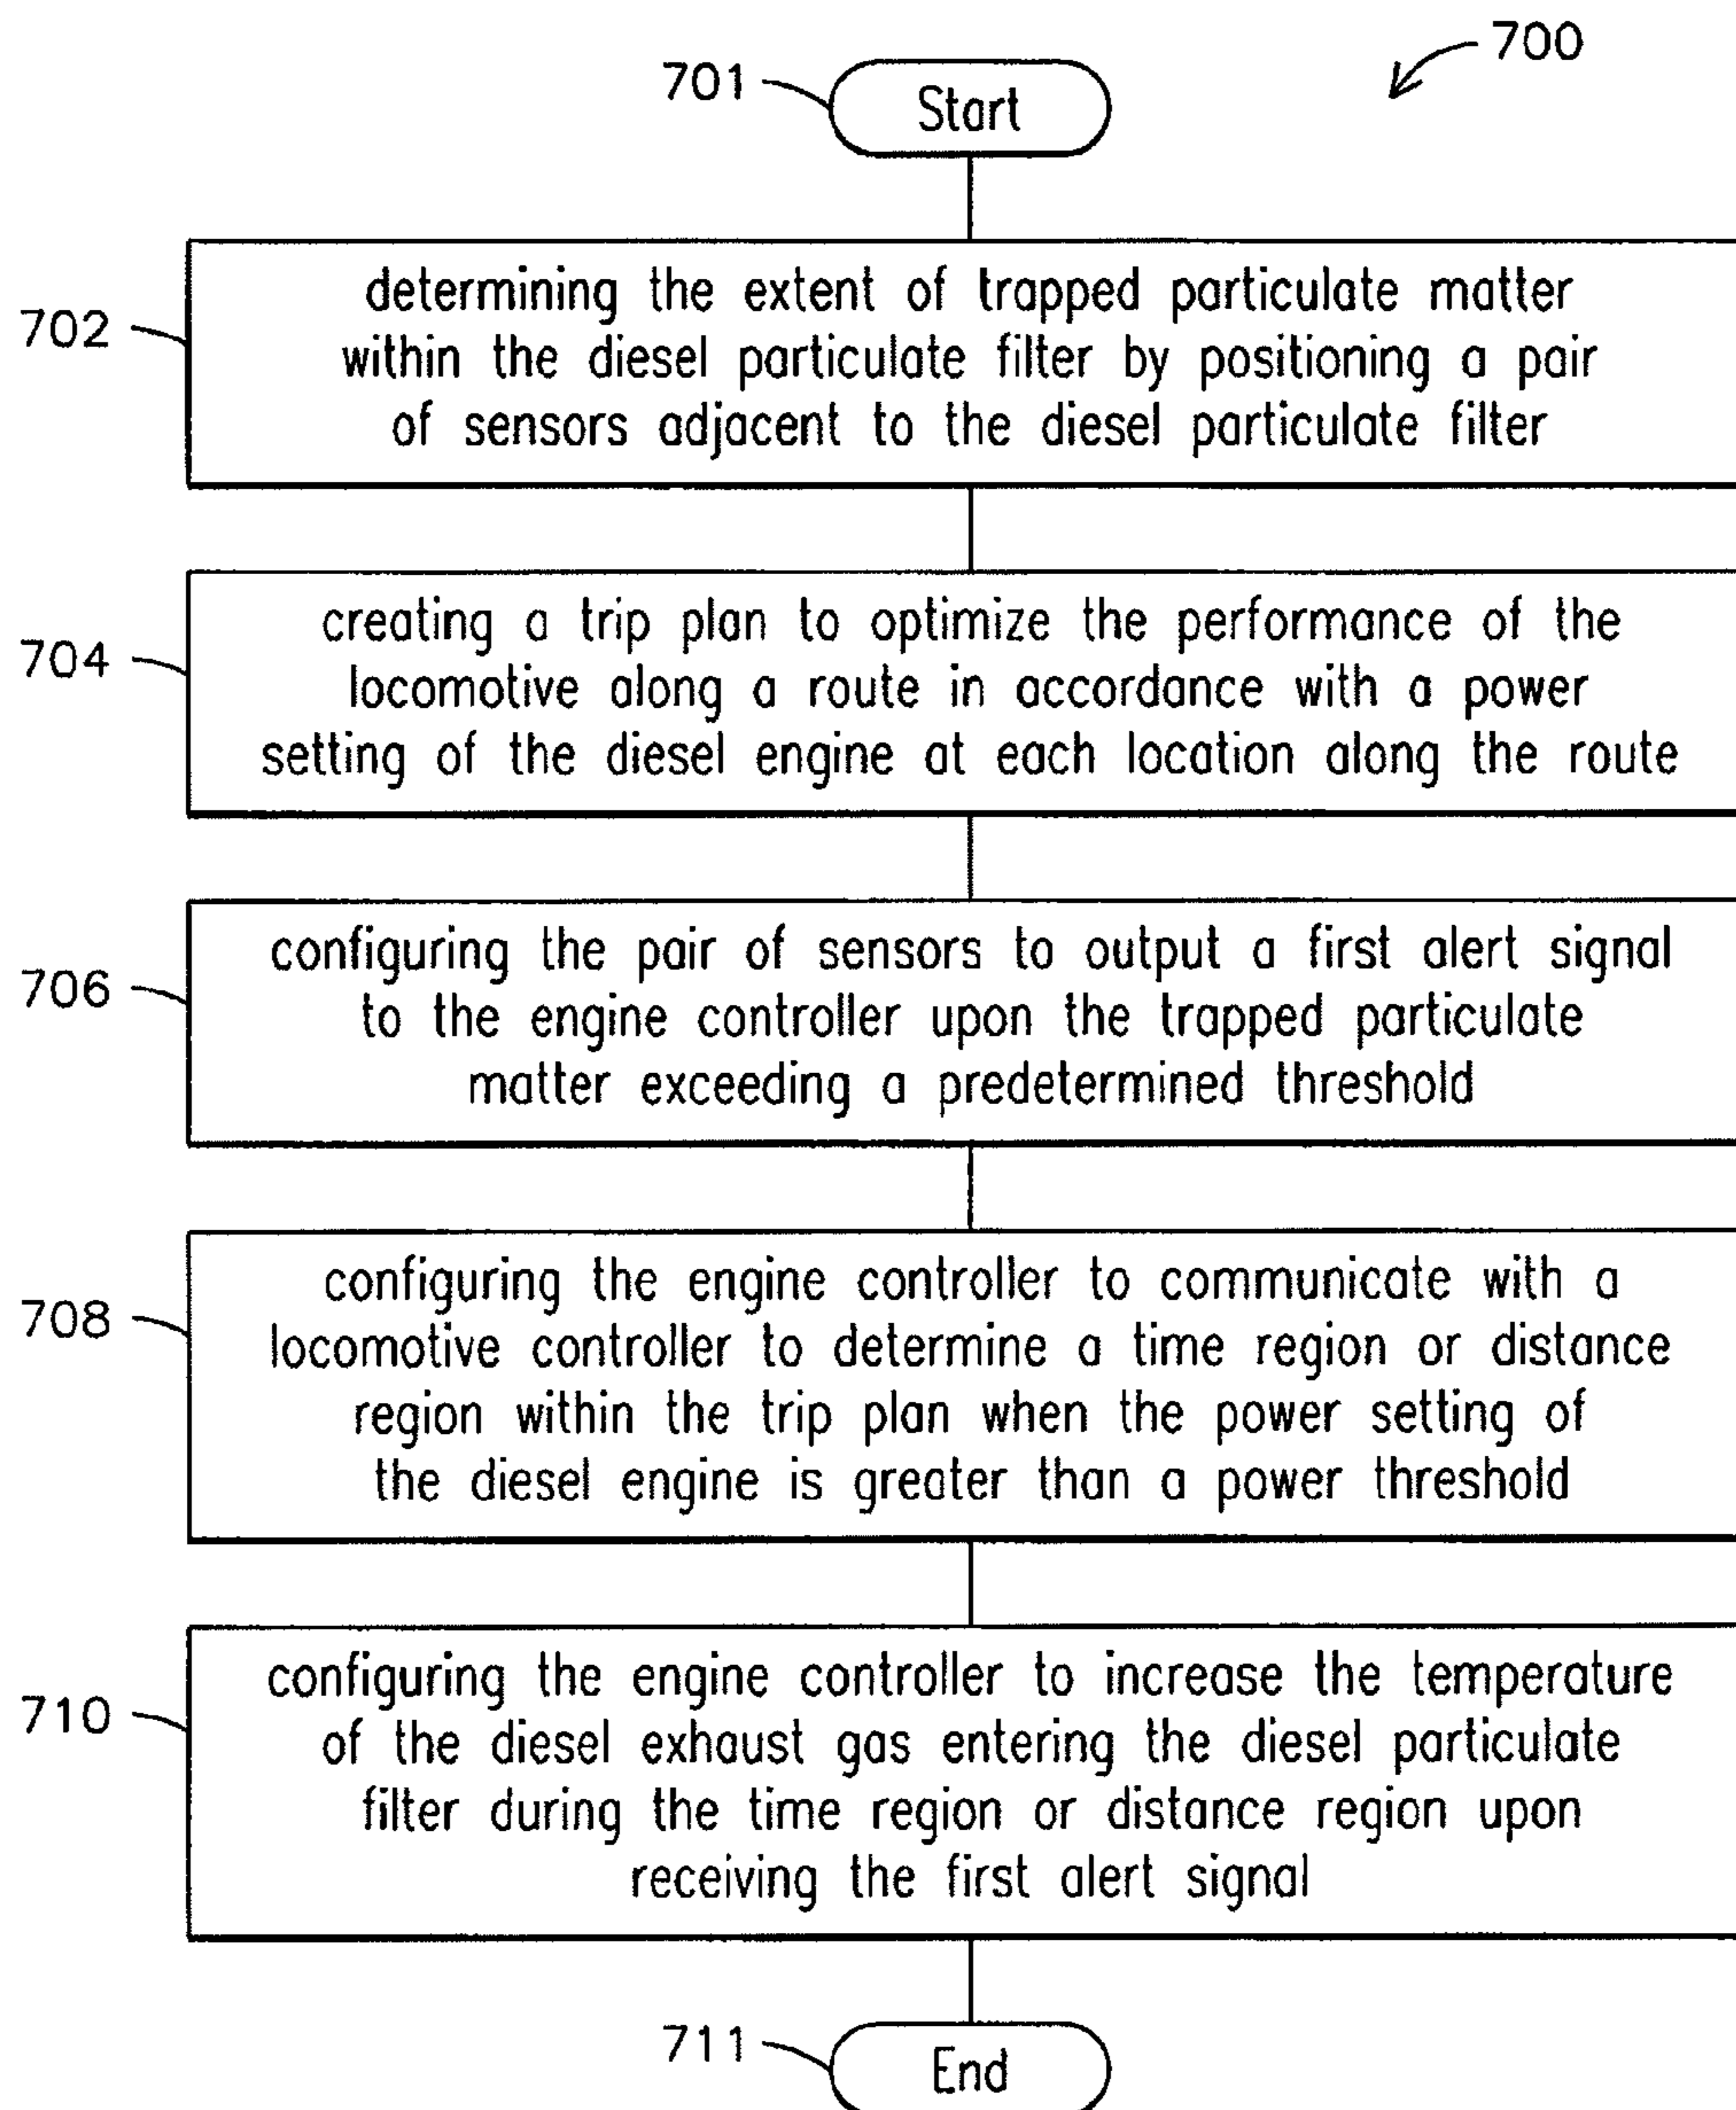 700
701
Start
702
determining the extent of trapped particulate matter
within the diesel particulate filter by positioning a pair
of sensors adjacent to the diesel particulate filter
704
creating a trip plan to optimize the performance of the
locomotive along a route in accordance with a power
setting of the diesel engine at each location along the route
706
configuring the pair of sensors to output a first alert signal
to the engine controller upon the trapped particulate
matter exceeding a predetermined threshold
708
configuring the engine controller to communicate with a
locomotive controller to determine a time region or distance
region within the trip plan when the power setting of
the diesel engine is greater than a power threshold
710
configuring the engine controller to increase the temperature
of the diesel exhaust gas entering the diesel particulate
filter during the time region or distance region upon
receiving the first alert signal
711
End